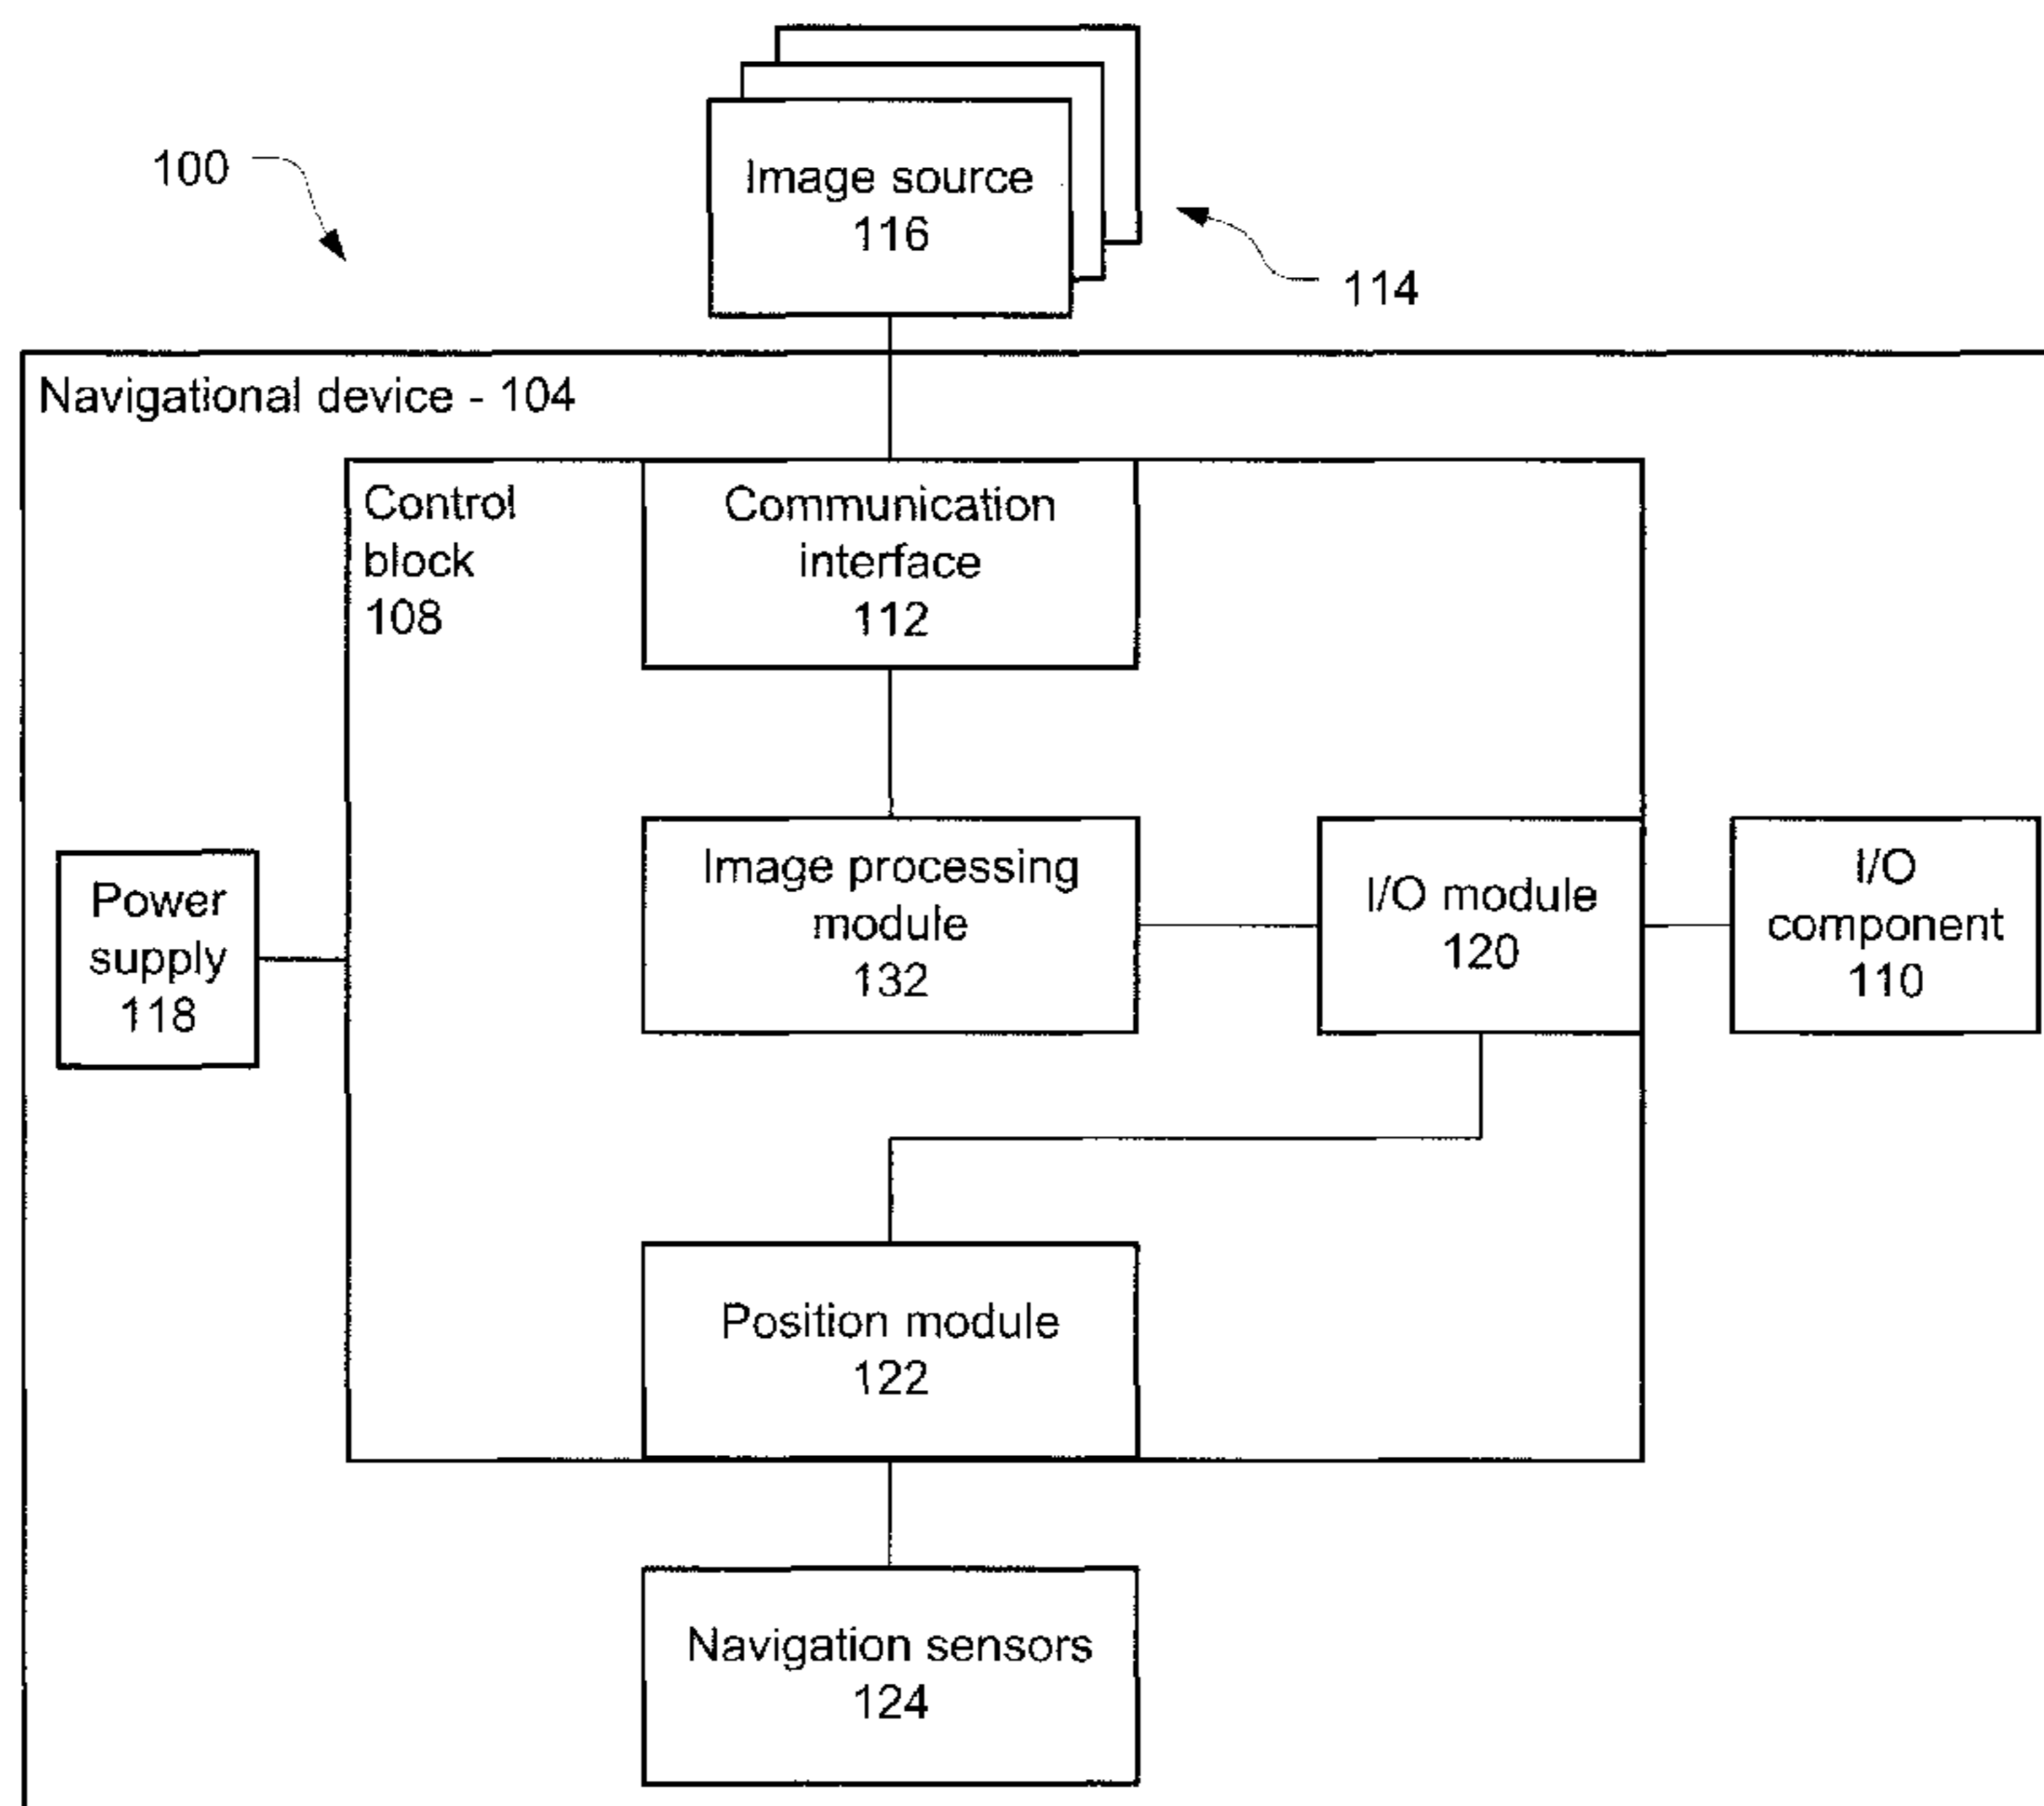 100
Image source
116
114
Navigational device - 104
Control
block
108
Communication
interface
112
Power
supply
118
Image processing
module
132
I/O module
120
I/O
component
110
Position module
122
Navigation sensors
124